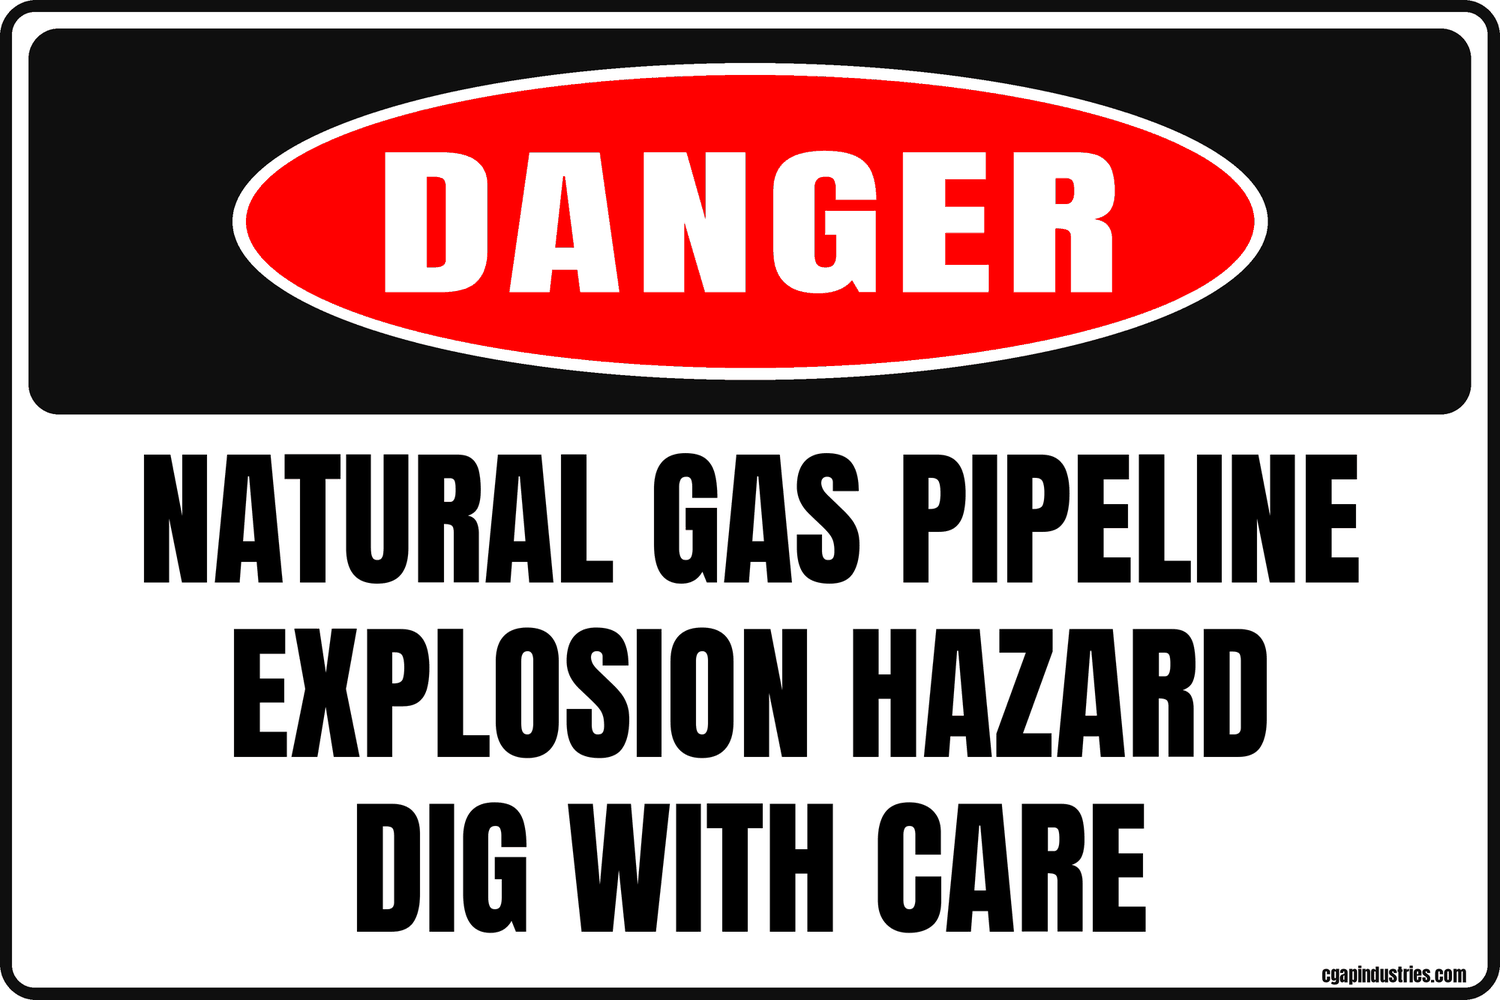 DANGER
NATURAL GAS PIPELINE
EXPLOSION HAZARD
DIG WITH CARE
cgapindustries.com